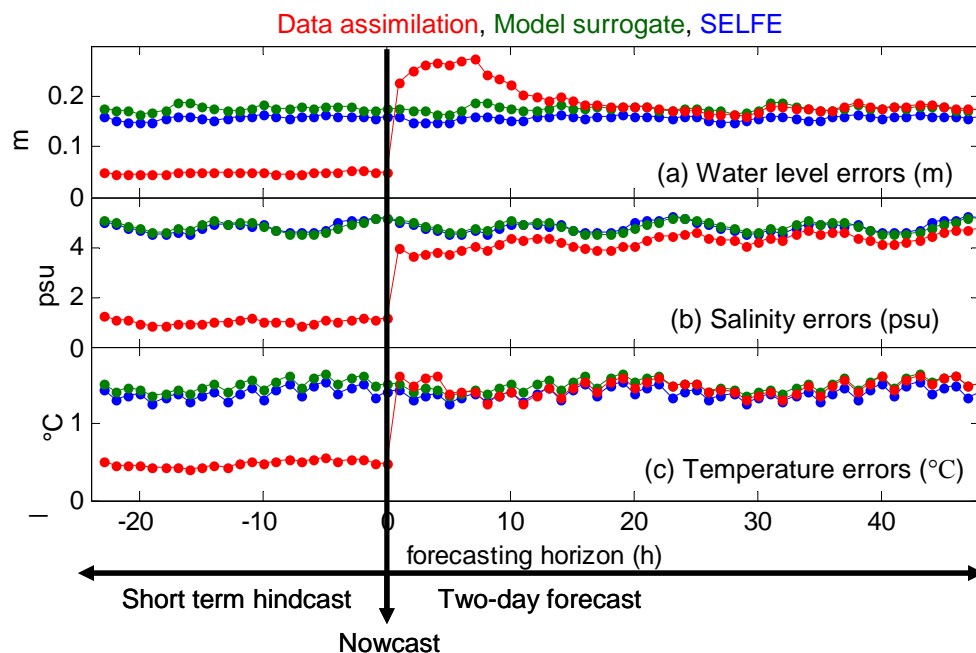 Data assimilation, Model surrogate, SELFE
0.2
m
0.1
0
(a) Water level errors (m)
4
psu
2
0
(b) Salinity errors (psu)
°C
1
0
(c) Temperature errors (°C)
-20 -10 0 10 20 30 40
forecasting horizon (h)
Short term hindcast Two-day forecast
Nowcast